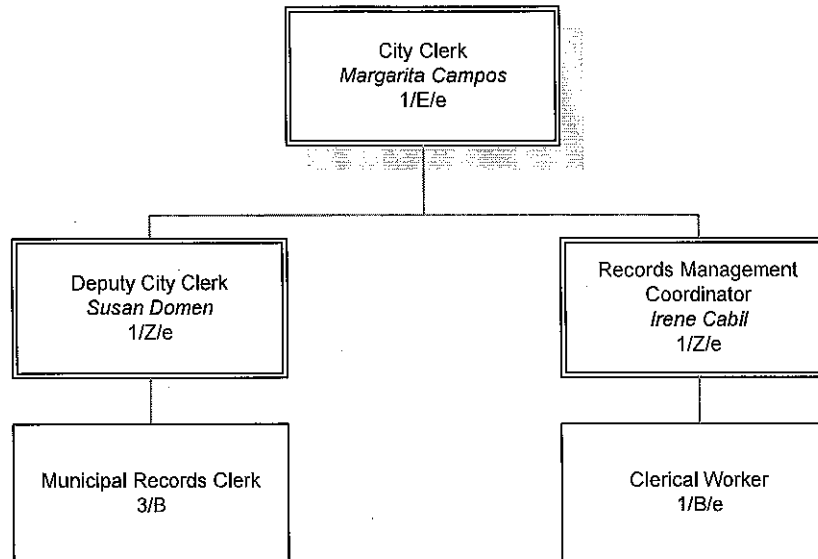 City Clerk
Margarita Campos
1/E/e
Deputy City Clerk
Susan Domen
1/Z/e
Records Management
Coordinator
Irene Cabil
1/Z/e
Municipal Records Clerk
3/B
Clerical Worker
1/B/e